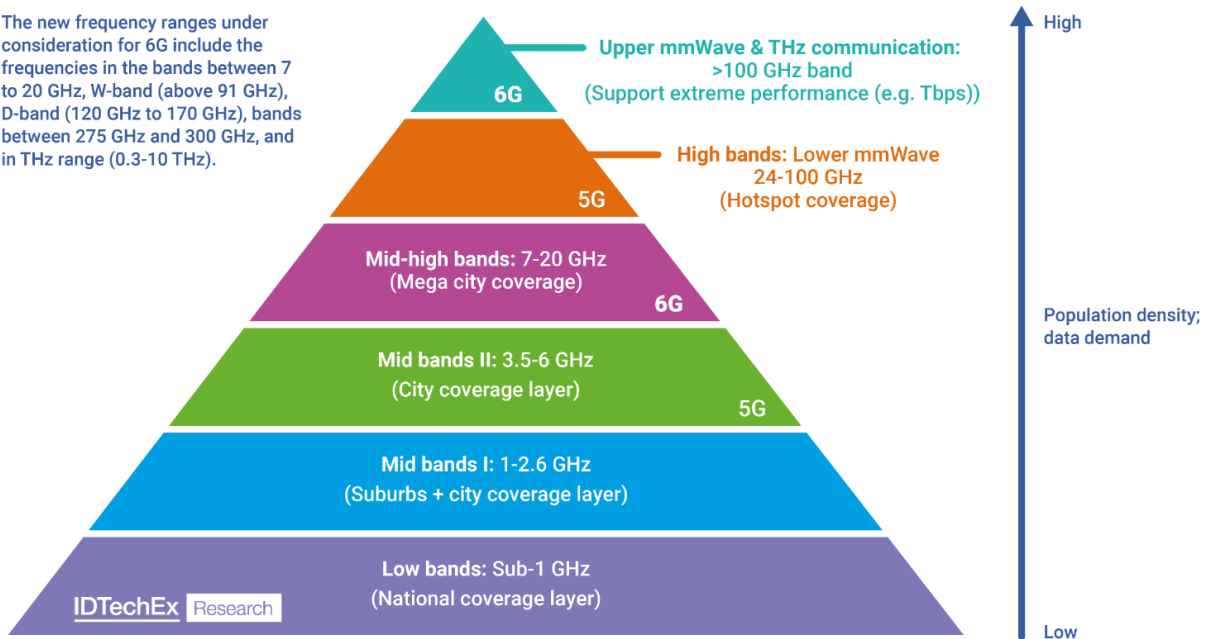 The new frequency ranges under
consideration for 6G include the
frequencies in the bands between 7
to 20 GHz, W-band (above 91 GHz),
D-band (120 GHz to 170 GHz), bands
between 275 GHz and 300 GHz, and
in THz range (0.3-10 THz).
6G
Upper mmWave & THz communication:
>100 GHz band
(Support extreme performance (e.g. Tbps))
5G
High bands: Lower mmWave
24-100 GHz
(Hotspot coverage)
Mid-high bands: 7-20 GHz
(Mega city coverage)
6G
Mid bands II: 3.5-6 GHz
(City coverage layer)
5G
Mid bands I: 1-2.6 GHz
(Suburbs + city coverage layer)
Low bands: Sub-1 GHz
(National coverage layer)
IDTechEx Research
High
Population density;
data demand
Low